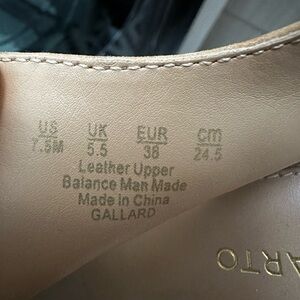 US UK EUR cm
7.5M 5.5 38 24.5
Leather Upper
Balance Man Made
Made in China
GALLARD
ARTO